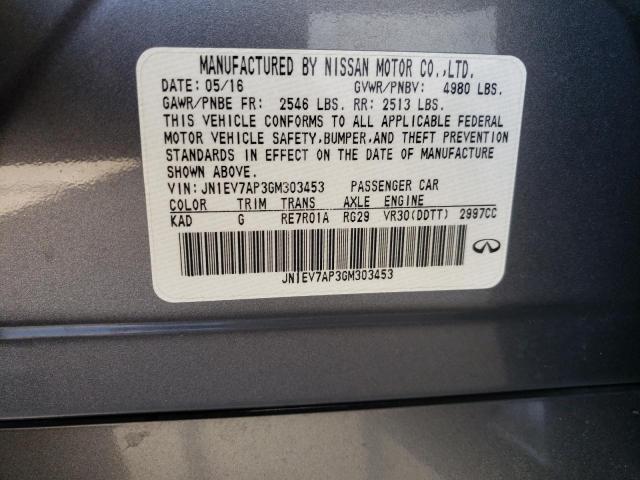 MANUFACTURED BY NISSAN MOTOR CO.,LTD.
DATE: 05/16 GVWR/PNBV: 4980 LBS.
GAWR/PNBE FR: 2546 LBS. RR: 2513 LBS.
THIS VEHICLE CONFORMS TO ALL APPLICABLE FEDERAL
MOTOR VEHICLE SAFETY, BUMPER, AND THEFT PREVENTION
STANDARDS IN EFFECT ON THE DATE OF MANUFACTURE
SHOWN ABOVE.
VIN: JN1EV7AP3GM303453 PASSENGER CAR
COLOR TRIM TRANS AXLE ENGINE
KAD G RE7R01A RG29 VR30(DDTT) 2997CC
JN1EV7AP3GM303453